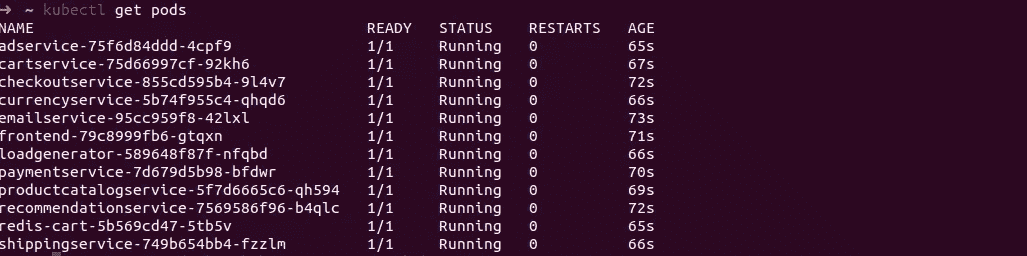 → ~ kubectl get pods
NAME READY STATUS RESTARTS AGE
adservice-75f6d84ddd-4cpf9 1/1 Running 0 65s
cartservice-75d66997cf-92kh6 1/1 Running 0 67s
checkoutservice-855cd595b4-9l4v7 1/1 Running 0 72s
currencyservice-5b74f955c4-qhqd6 1/1 Running 0 66s
emailservice-95cc959f8-42lxl 1/1 Running 0 73s
frontend-79c8999fb6-gtqxn 1/1 Running 0 71s
loadgenerator-589648f87f-nfqbd 1/1 Running 0 66s
paymentservice-7d679d5b98-bfdwr 1/1 Running 0 70s
productcatalogservice-5f7d6665c6-qh594 1/1 Running 0 69s
recommendationservice-7569586f96-b4qlc 1/1 Running 0 72s
redis-cart-5b569cd47-5tb5v 1/1 Running 0 65s
shippingservice-749b654bb4-fzzlm 1/1 Running 0 66s